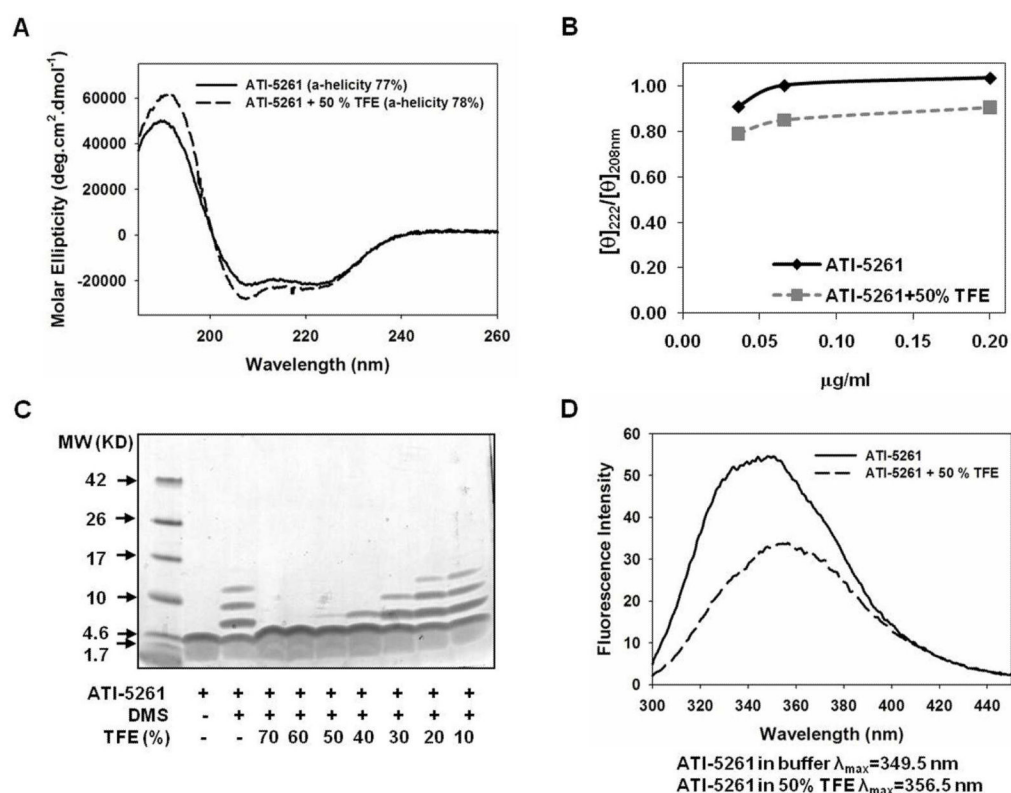 A
ATI-5261 (a-helicity 77%)
ATI-5261 + 50 % TFE (a-helicity 78%)
Molar Ellipticity (deg.cm².dmol⁻¹)
60000
40000
20000
0
-20000
200
220
240
260
Wavelength (nm)
B
[θ]₂₂₂/[θ]₂₀₈nm
1.00
0.80
0.60
0.40
0.20
0.00
ATI-5261
ATI-5261+50% TFE
0.00 0.05 0.10 0.15 0.20
µg/ml
C
MW (KD)
42
26
17
10
4.6
1.7
ATI-5261 + + + + + + + + +
DMS - + + + + + + + +
TFE (%) - - 70 60 50 40 30 20 10
D
Fluorescence Intensity
60
50
40
30
20
10
0
ATI-5261
ATI-5261 + 50 % TFE
300 320 340 360 380 400 420 440
Wavelength (nm)
ATI-5261 in buffer λmax=349.5 nm
ATI-5261 in 50% TFE λmax=356.5 nm